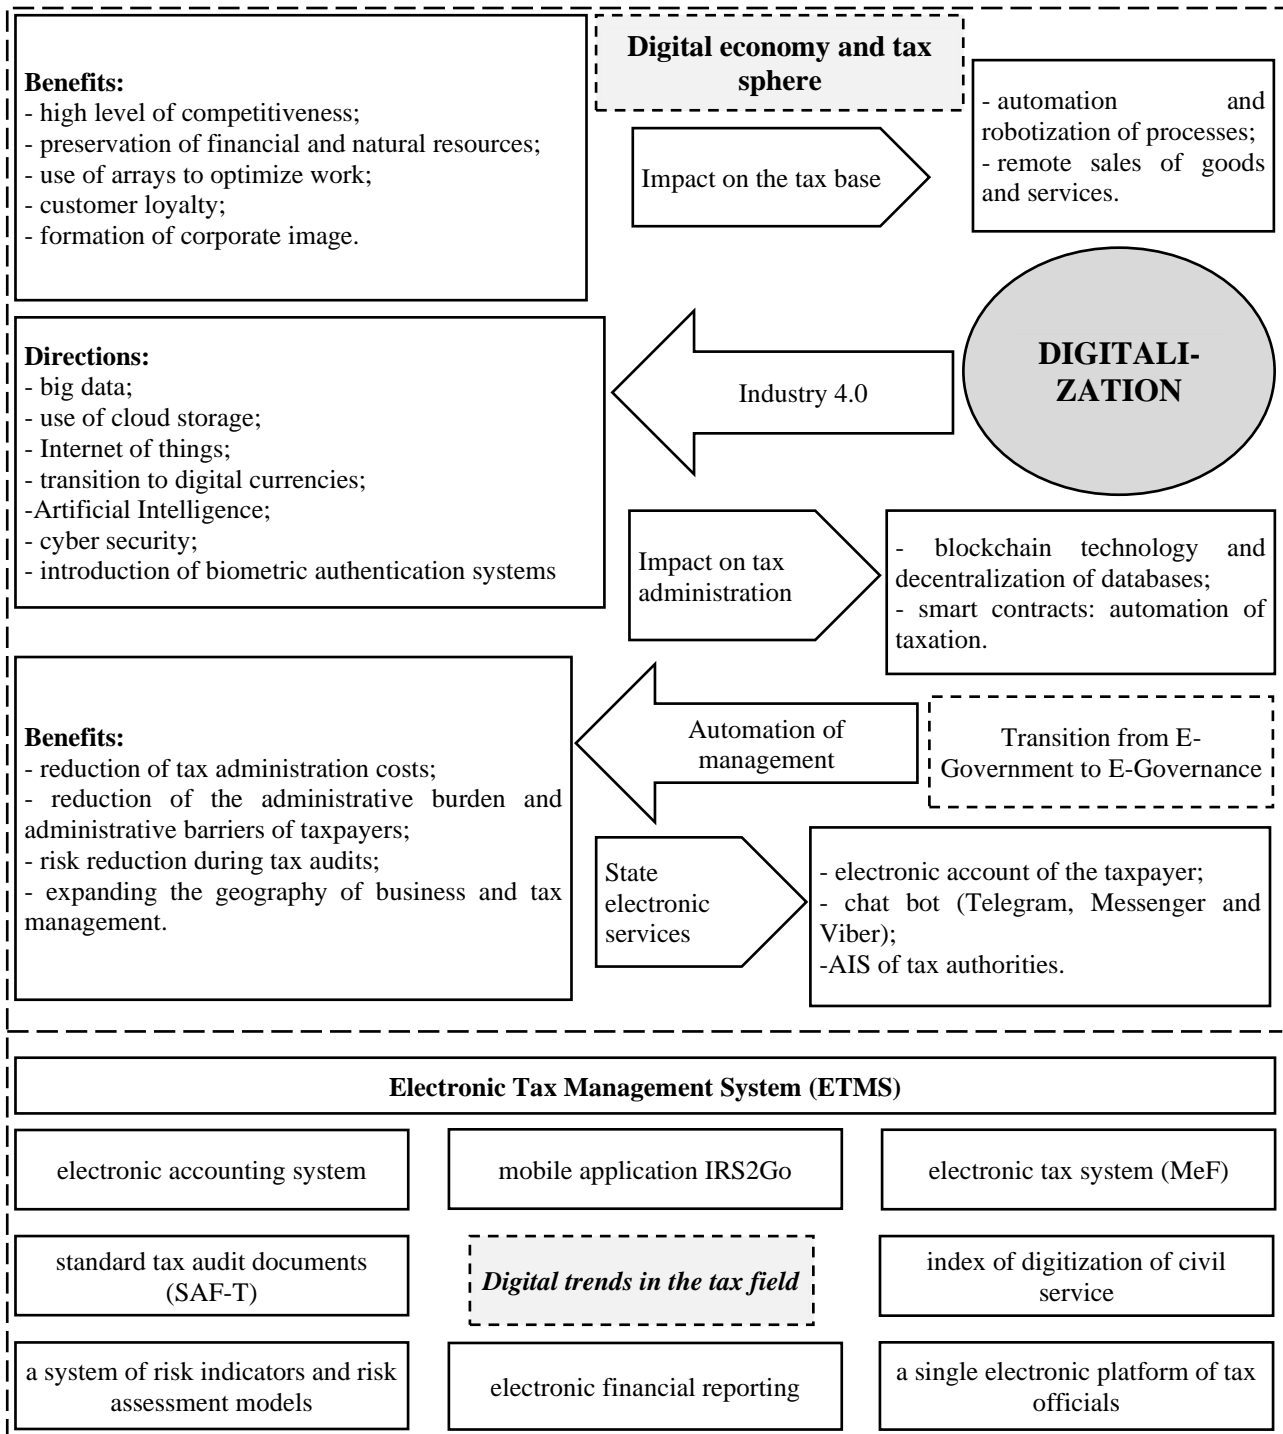 Digital economy and tax
sphere
Benefits:
- high level of competitiveness;
- preservation of financial and natural resources;
- use of arrays to optimize work;
- customer loyalty;
- formation of corporate image.
Impact on the tax base
- automation and
robotization of processes;
- remote sales of goods
and services.
Directions:
- big data;
- use of cloud storage;
- Internet of things;
- transition to digital currencies;
-Artificial Intelligence;
- cyber security;
- introduction of biometric authentication systems
Industry 4.0
DIGITALI-
ZATION
Impact on tax
administration
- blockchain technology and
decentralization of databases;
- smart contracts: automation of
taxation.
Benefits:
- reduction of tax administration costs;
- reduction of the administrative burden and
administrative barriers of taxpayers;
- risk reduction during tax audits;
- expanding the geography of business and tax
management.
Automation of
management
Transition from E-
Government to E-Governance
State
electronic
services
- electronic account of the taxpayer;
- chat bot (Telegram, Messenger and
Viber);
-AIS of tax authorities.
Electronic Tax Management System (ETMS)
electronic accounting system
mobile application IRS2Go
electronic tax system (MeF)
standard tax audit documents
(SAF-T)
Digital trends in the tax field
index of digitization of civil
service
a system of risk indicators and risk
assessment models
electronic financial reporting
a single electronic platform of tax
officials